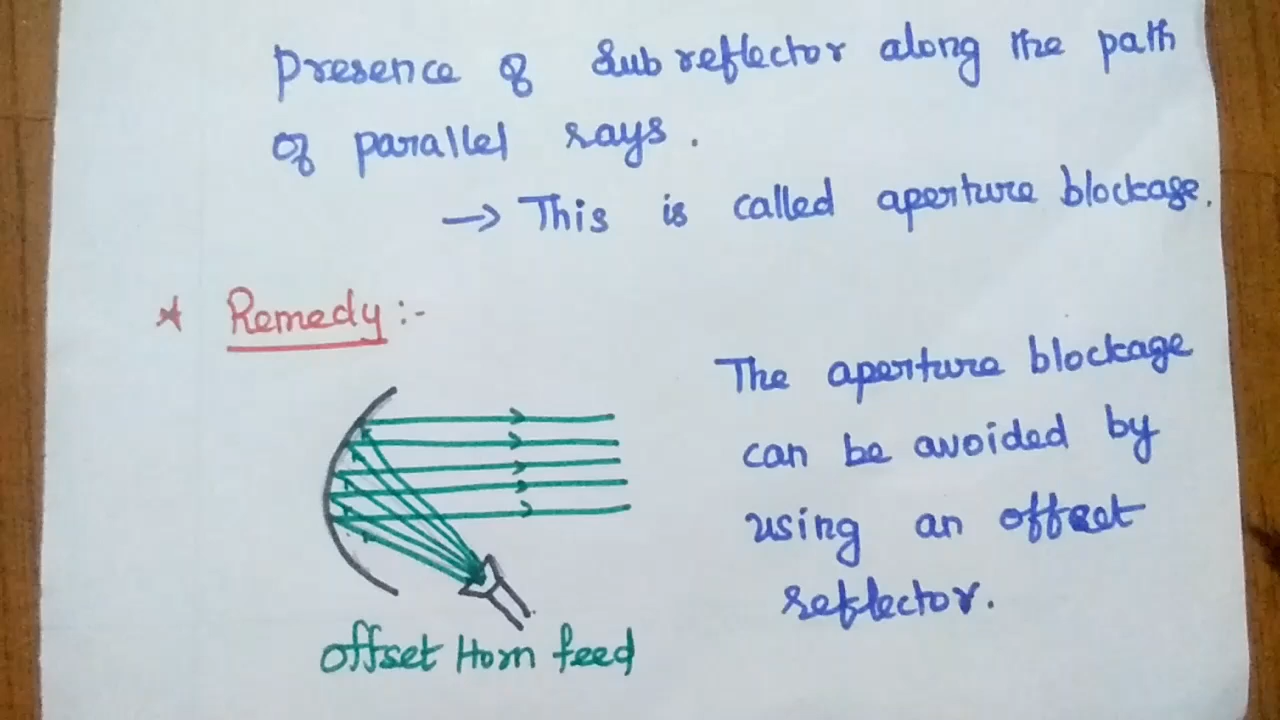 Presence of Sub reflector along the path
of parallel rays.
→ This is called aperture blockage.
* Remedy :-
The aperture blockage
can be avoided by
using an offset
reflector.
offset Horn feed